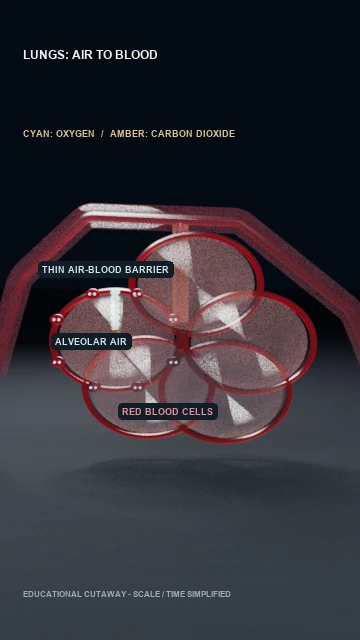 LUNGS: AIR TO BLOOD
CYAN: OXYGEN / AMBER: CARBON DIOXIDE
THIN AIR-BLOOD BARRIER
ALVEOLAR AIR
RED BLOOD CELLS
EDUCATIONAL CUTAWAY - SCALE / TIME SIMPLIFIED